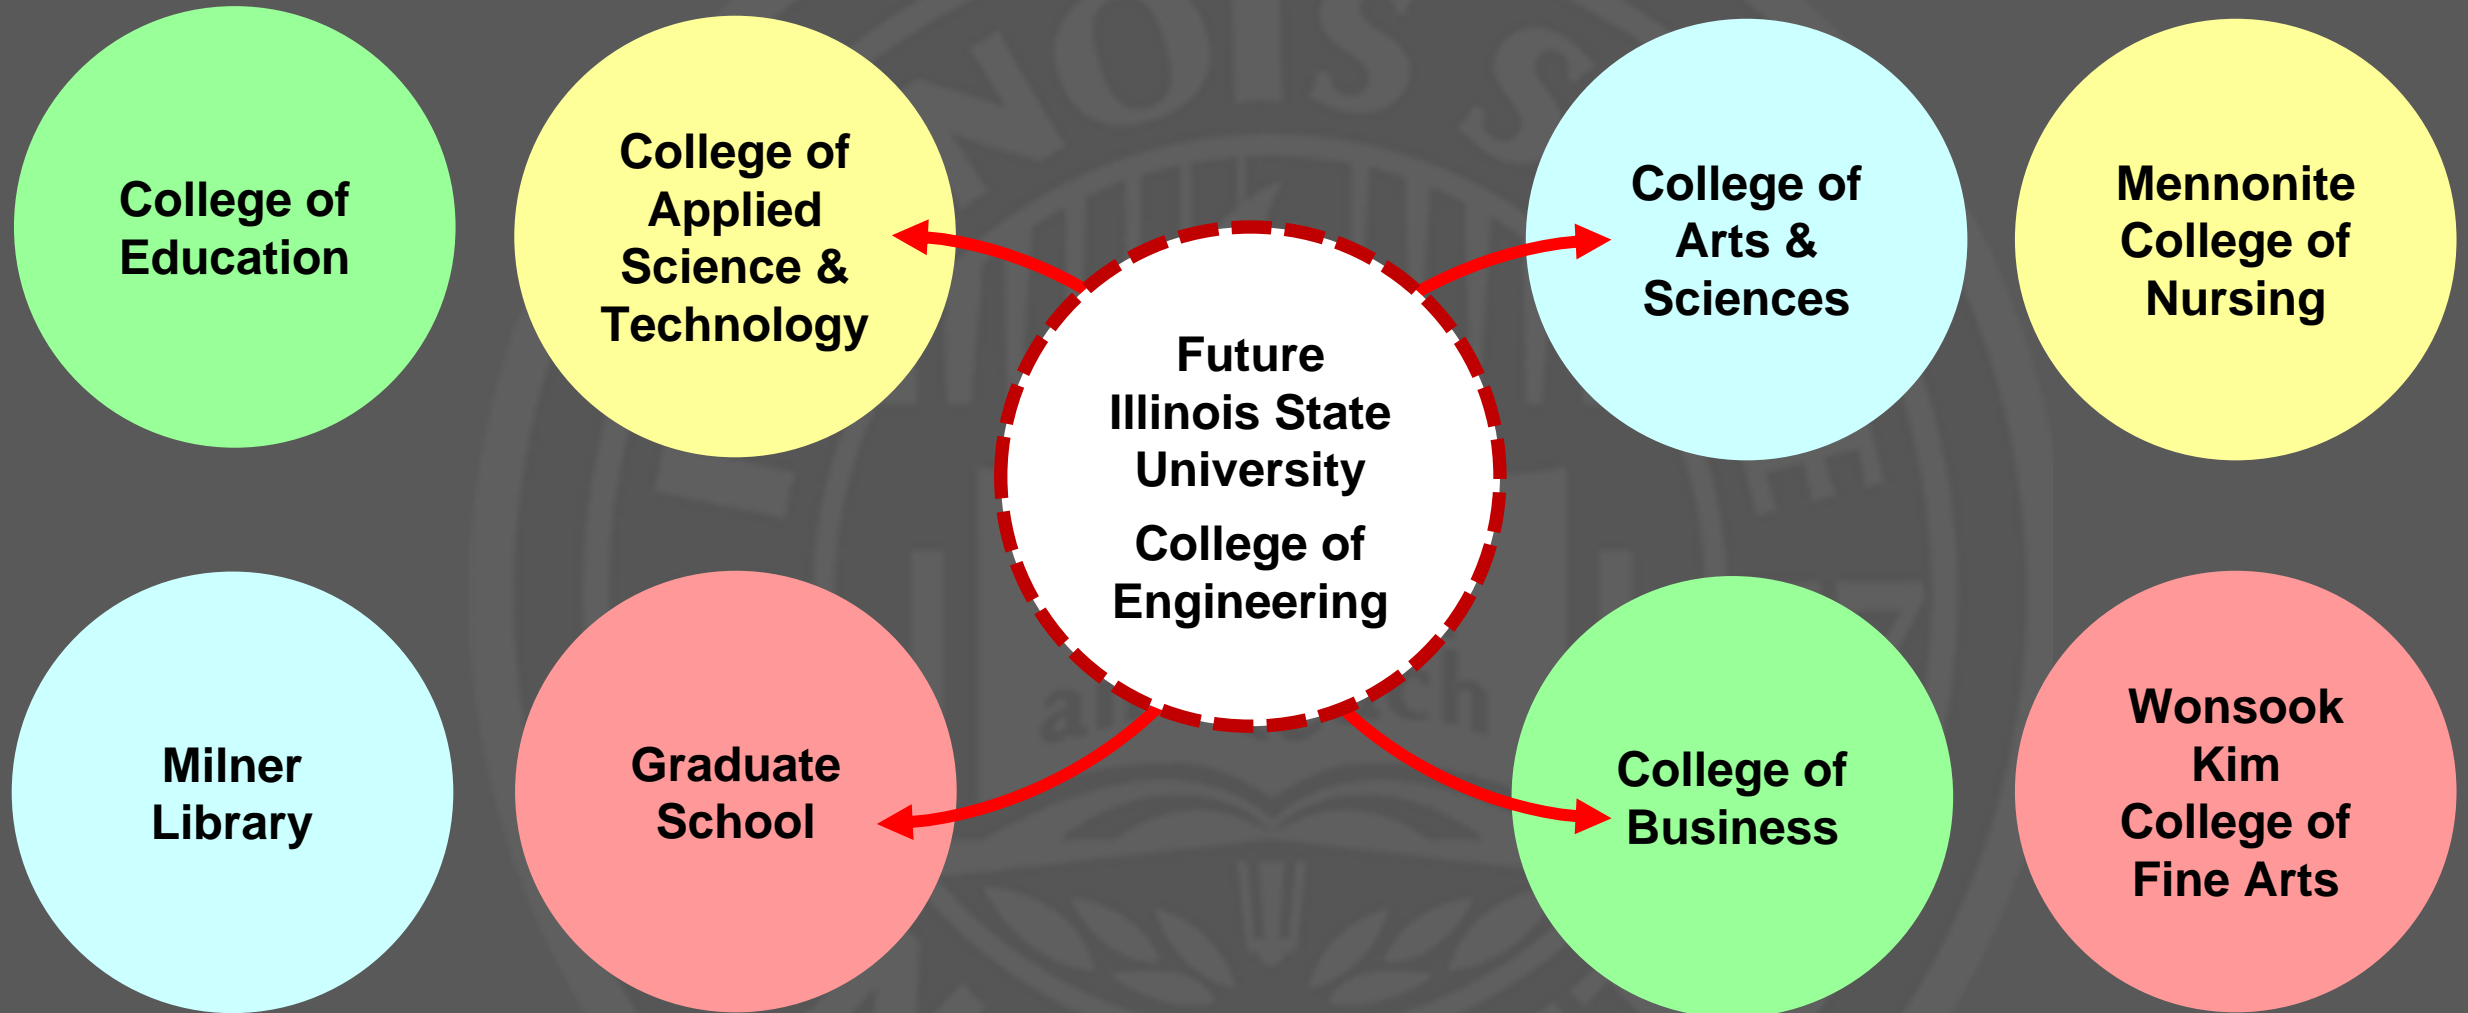 College of
Education
College of
Applied
Science &
Technology
Future
Illinois State
University
College of
Engineering
College of
Arts &
Sciences
Mennonite
College of
Nursing
Milner
Library
Graduate
School
College of
Business
Wonsook
Kim
College of
Fine Arts